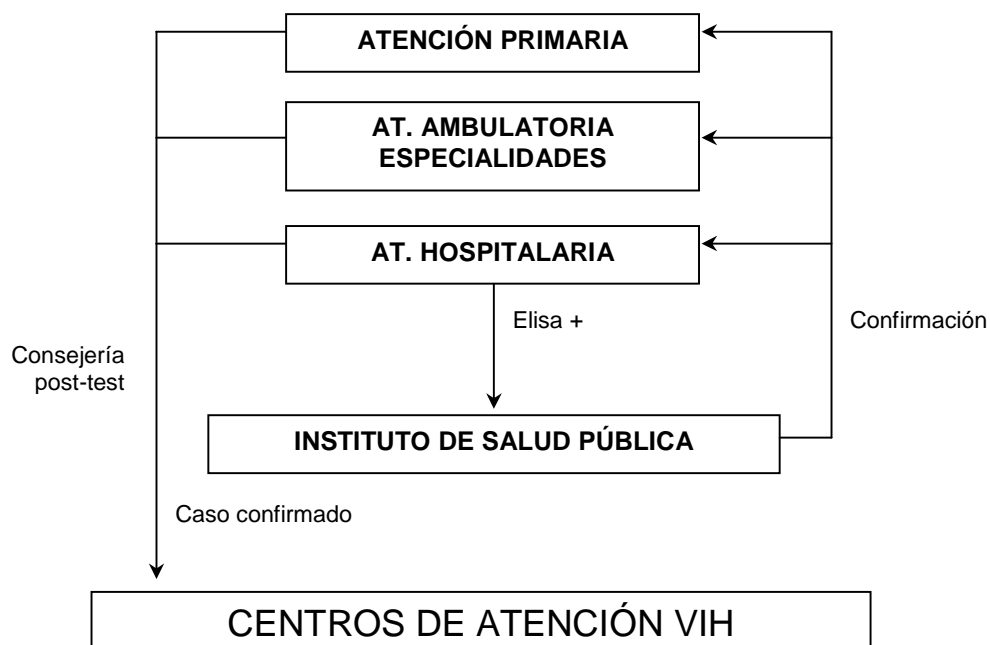 ATENCIÓN PRIMARIA
AT. AMBULATORIA
ESPECIALIDADES
AT. HOSPITALARIA
Elisa +
Confirmación
Consejería
post-test
INSTITUTO DE SALUD PÚBLICA
Caso confirmado
CENTROS DE ATENCIÓN VIH